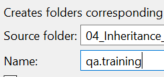 Creates folders corresponding
Source folder: 04_Inheritance_
Name: qa.training